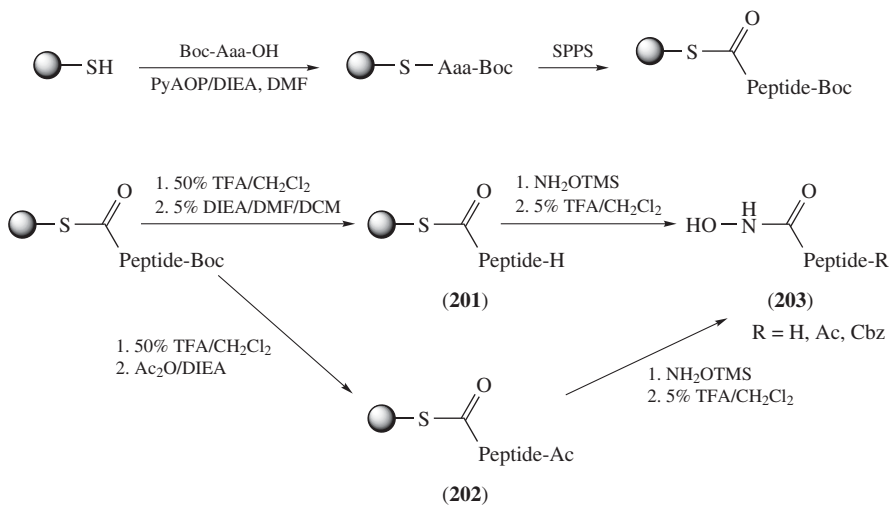 Boc-Aaa-OH
PyAOP/DIEA, DMF
SH
S
Aaa-Boc
SPPS
S
O
Peptide-Boc
S
O
Peptide-Boc
1. 50% TFA/CH₂Cl₂
2. 5% DIEA/DMF/DCM
S
O
Peptide-H
(201)
1. NH₂OTMS
2. 5% TFA/CH₂Cl₂
HO
H
N
O
Peptide-R
(203)
R = H, Ac, Cbz
1. 50% TFA/CH₂Cl₂
2. Ac₂O/DIEA
S
O
Peptide-Ac
(202)
1. NH₂OTMS
2. 5% TFA/CH₂Cl₂